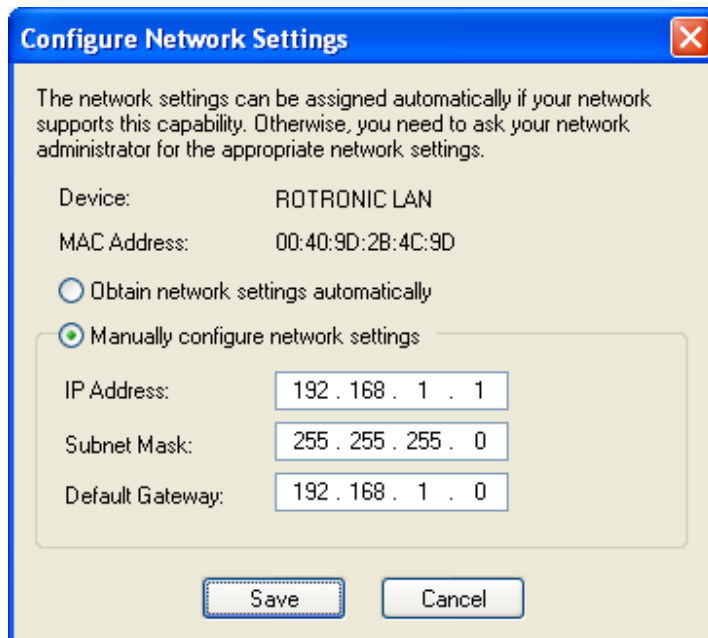 Configure Network Settings
The network settings can be assigned automatically if your network
supports this capability. Otherwise, you need to ask your network
administrator for the appropriate network settings.
Device: ROTRONIC LAN
MAC Address: 00:40:9D:2B:4C:9D
Obtain network settings automatically
Manually configure network settings
IP Address: 192 . 168 . 1 . 1
Subnet Mask: 255 . 255 . 255 . 0
Default Gateway: 192 . 168 . 1 . 0
Save Cancel